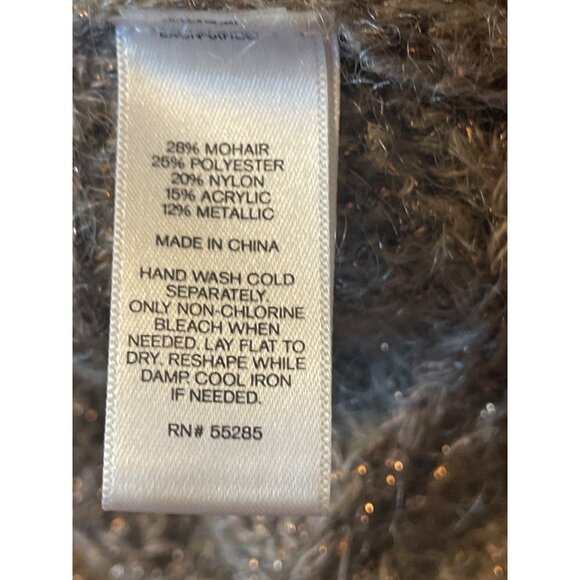 28% MOHAIR
25% POLYESTER
20% NYLON
15% ACRYLIC
12% METALLIC
MADE IN CHINA
HAND WASH COLD
SEPARATELY.
ONLY NON-CHLORINE
BLEACH WHEN
NEEDED. LAY FLAT TO
DRY. RESHAPE WHILE
DAMP. COOL IRON
IF NEEDED.
RN# 55285